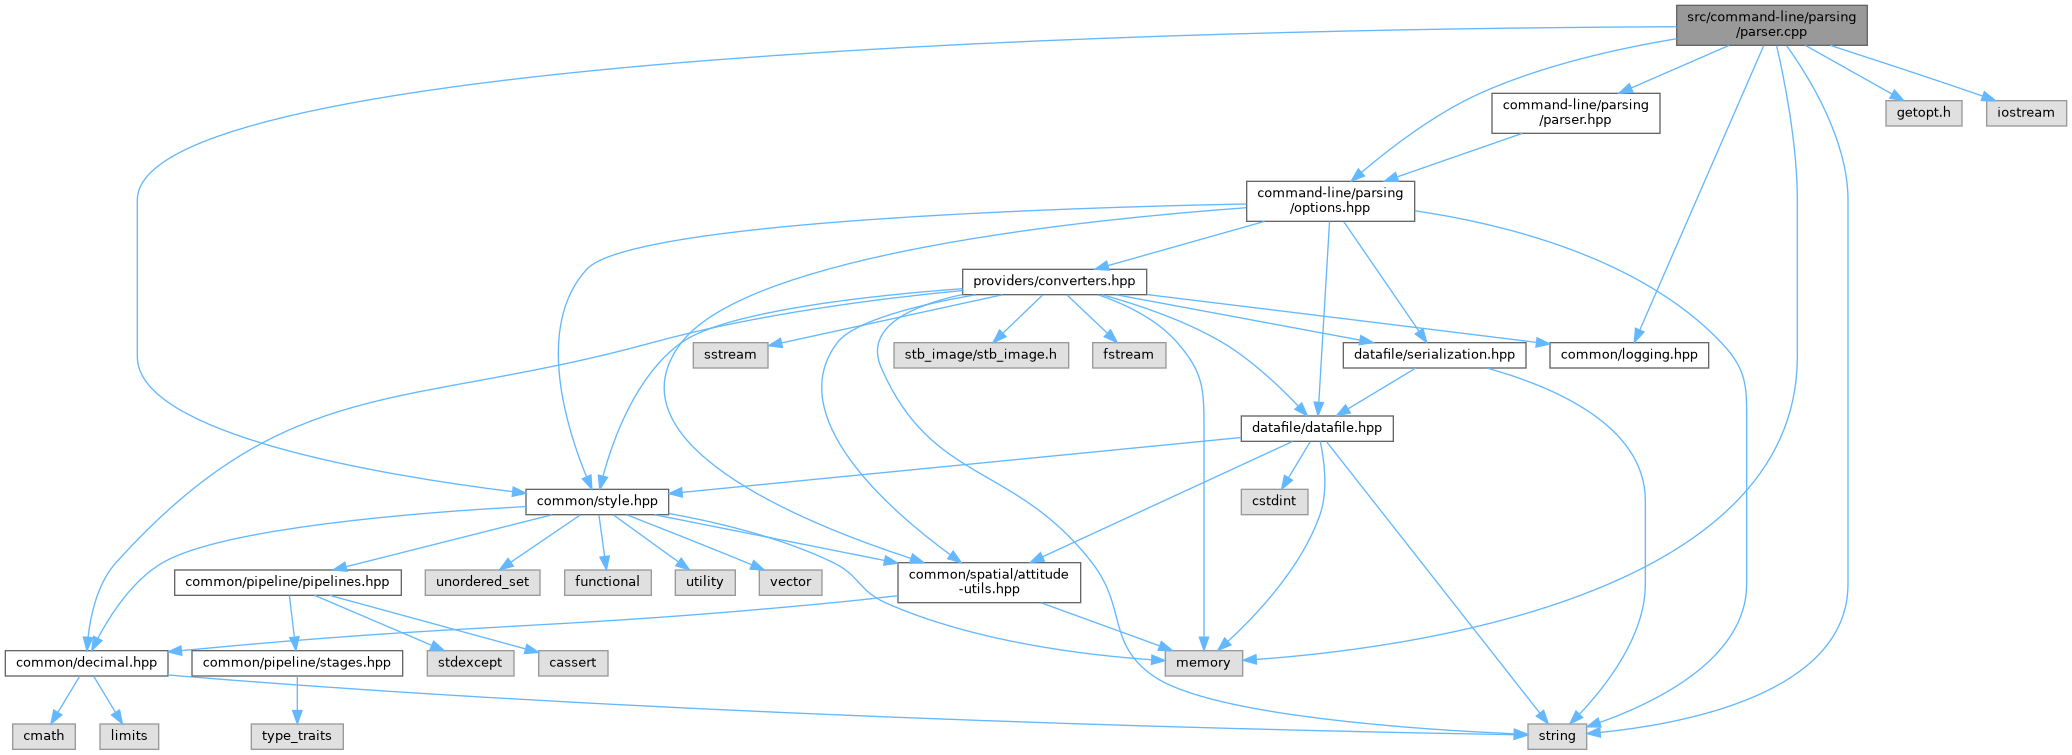 src/command-line/parsing
/parser.cpp
command-line/parsing
/parser.hpp
getopt.h
iostream
command-line/parsing
/options.hpp
providers/converters.hpp
sstream
stb_image/stb_image.h
fstream
datafile/serialization.hpp
common/logging.hpp
datafile/datafile.hpp
common/style.hpp
cstdint
common/pipeline/pipelines.hpp
unordered_set
functional
utility
vector
common/spatial/attitude
-utils.hpp
common/decimal.hpp
common/pipeline/stages.hpp
stdexcept
cassert
memory
cmath
limits
type_traits
string